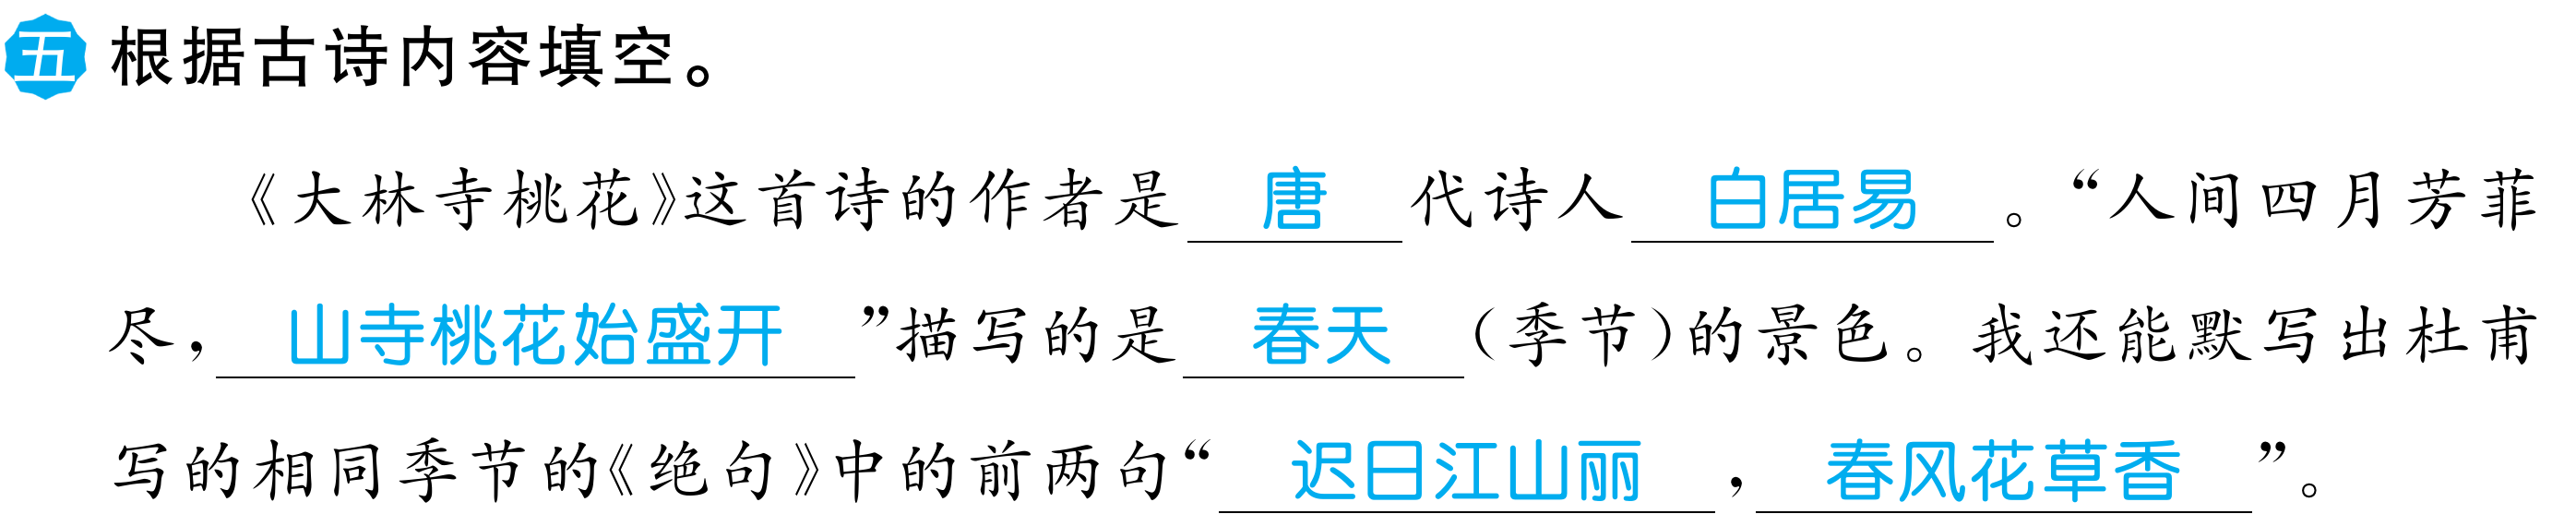 五 根据古诗内容填空。
《大林寺桃花》这首诗的作者是 唐 代诗人 白居易 。“人间四月芳菲
尽， 山寺桃花始盛开 ”描写的是 春天 （季节）的景色。我还能默写出杜甫
写的相同季节的《绝句》中的前两句“ 迟日江山丽 ， 春风花草香 ”。